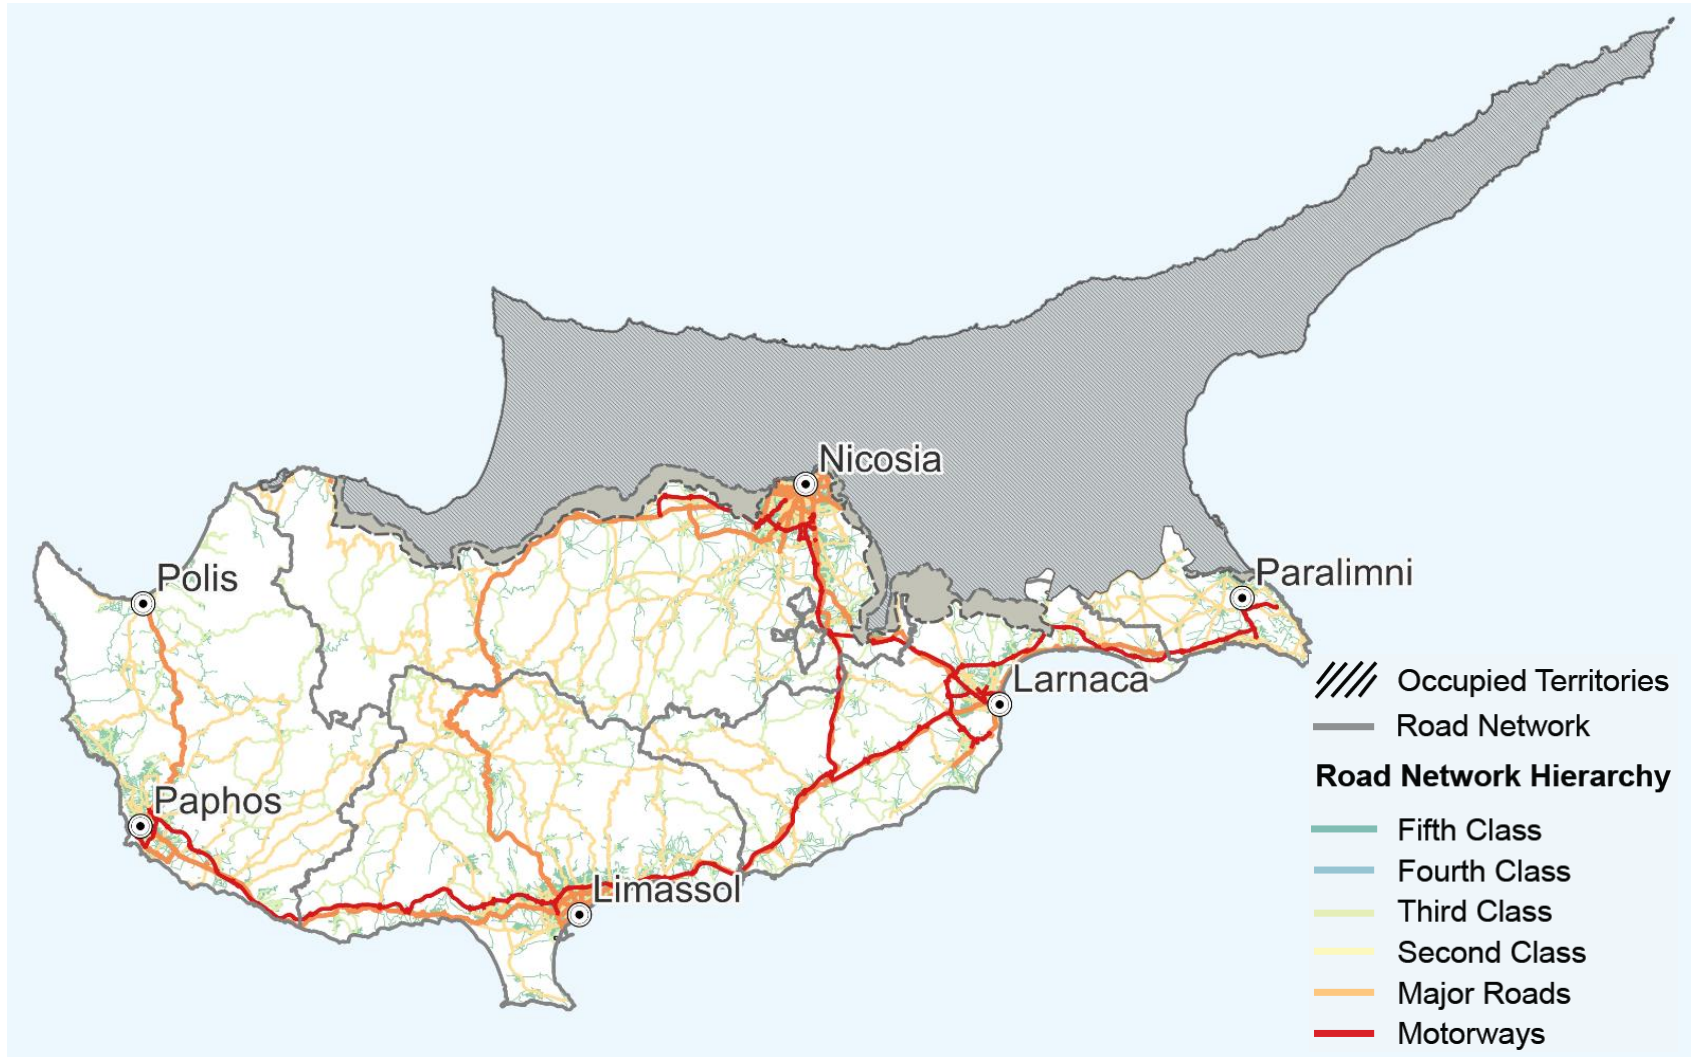 Nicosia
Polis
Paralimni
Larnaca
Paphos
Limassol
Occupied Territories
Road Network
Road Network Hierarchy
Fifth Class
Fourth Class
Third Class
Second Class
Major Roads
Motorways